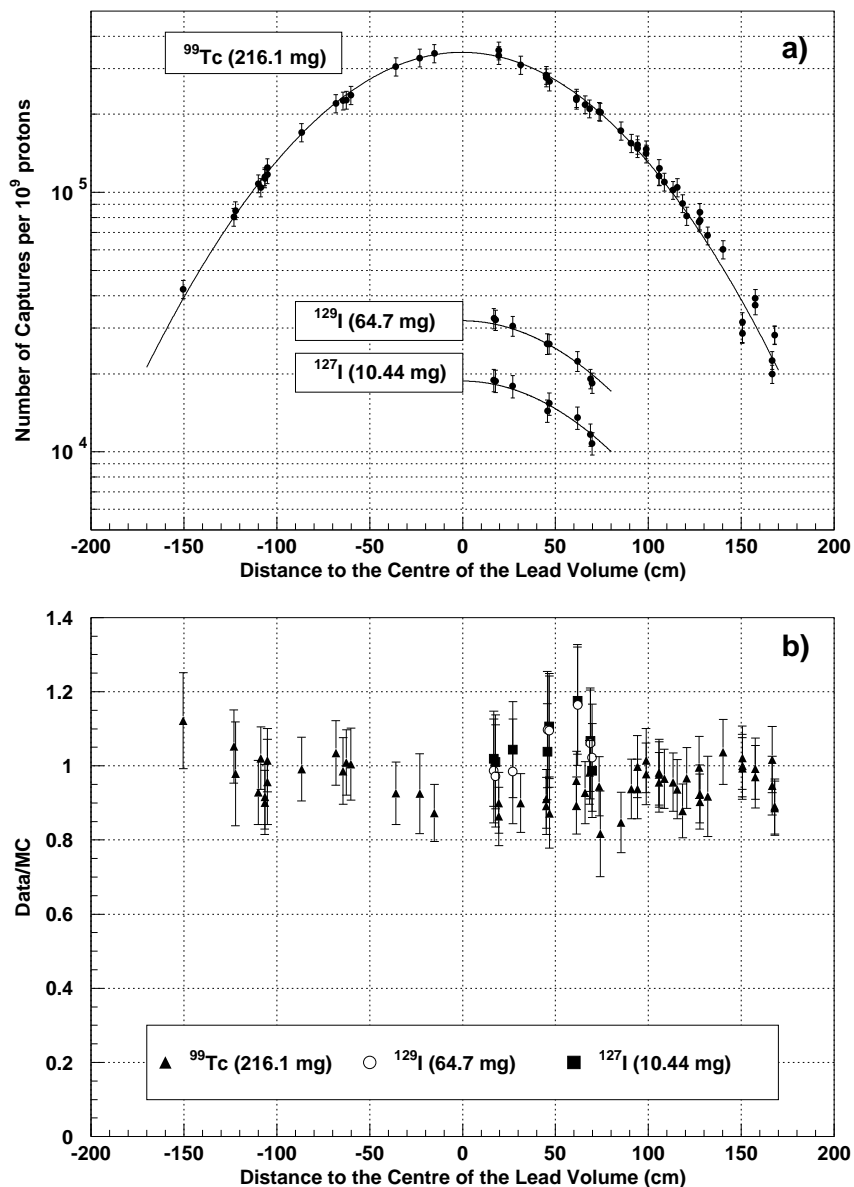 a)
⁹⁹Tc (216.1 mg)
¹²⁹I (64.7 mg)
¹²⁷I (10.44 mg)
Number of Captures per 10⁹ protons
10⁵
10⁴
-200 -150 -100 -50 0 50 100 150 200
Distance to the Centre of the Lead Volume (cm)
b)
Data/MC
1.4
1.2
1
0.8
0.6
0.4
0.2
0
⁹⁹Tc (216.1 mg) ¹²⁹I (64.7 mg) ¹²⁷I (10.44 mg)
-200 -150 -100 -50 0 50 100 150 200
Distance to the Centre of the Lead Volume (cm)